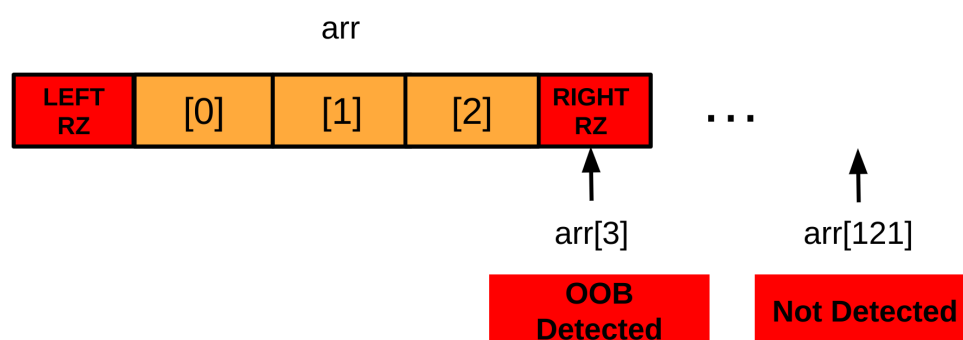 arr
LEFT
RZ
[0]
[1]
[2]
RIGHT
RZ
...
arr[3]
arr[121]
OOB
Detected
Not Detected